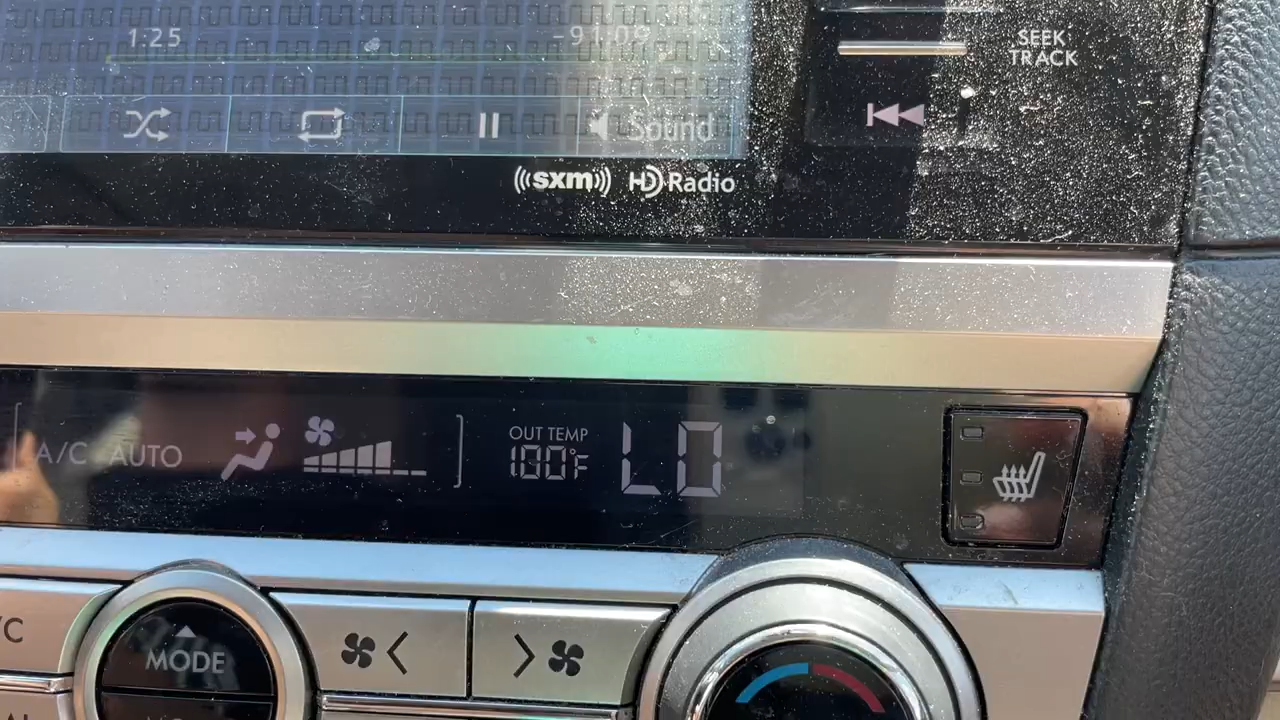 1:25
-91:09
SEEK
TRACK
Sound
sxm HD Radio
A/C AUTO
OUT TEMP
100°F
LO
MODE